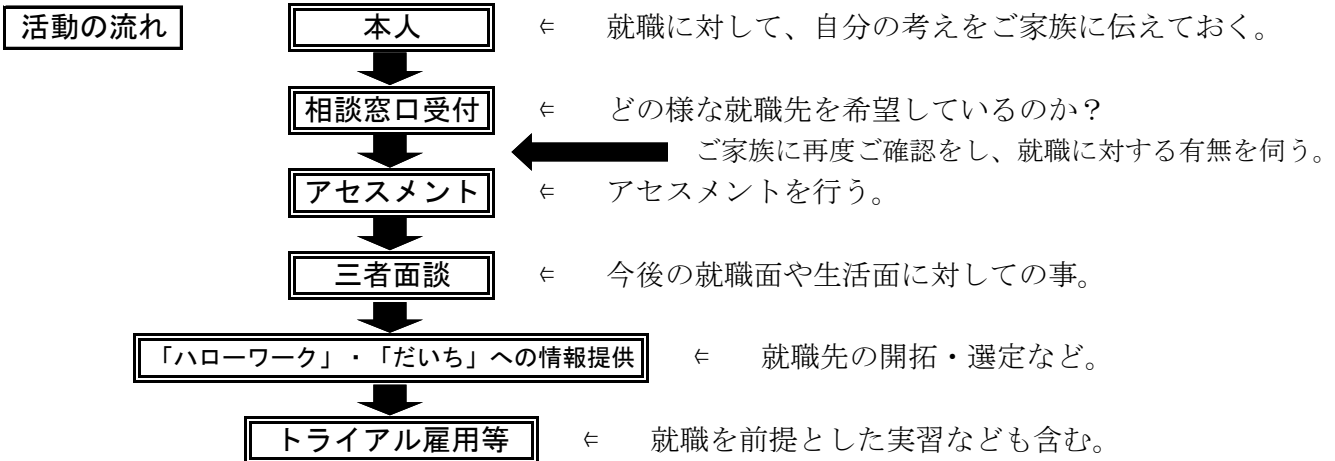 活動の流れ
本人 ⇐ 就職に対して、自分の考えをご家族に伝えておく。
相談窓口受付 ⇐ どの様な就職先を希望しているのか？
ご家族に再度ご確認をし、就職に対する有無を伺う。
アセスメント ⇐ アセスメントを行う。
三者面談 ⇐ 今後の就職面や生活面に対しての事。
「ハローワーク」・「だいち」への情報提供 ⇐ 就職先の開拓・選定など。
トライアル雇用等 ⇐ 就職を前提とした実習なども含む。